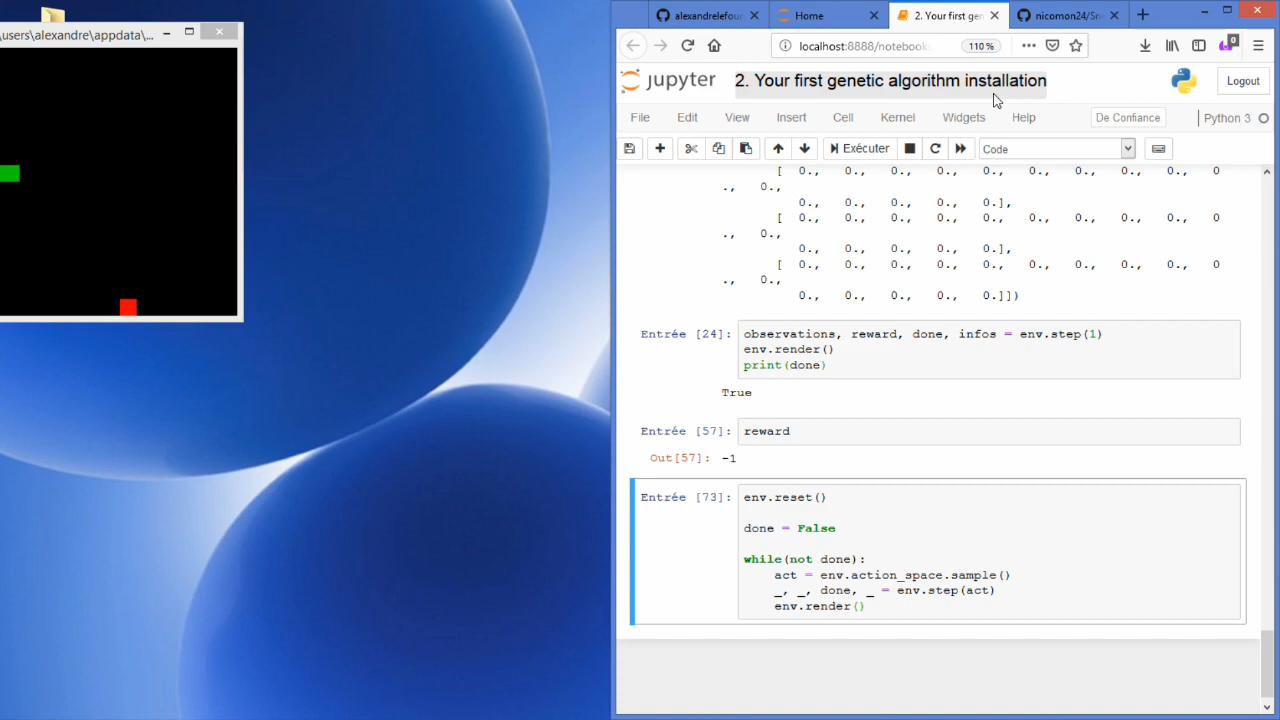 \users\alexandre\appdata\...
alexandrelefou
Home
2. Your first gen
nicomon24/Sn
localhost:8888/notebook
110%
0
jupyter
2. Your first genetic algorithm installation
Logout
File Edit View Insert Cell Kernel Widgets Help
De Confiance
Python 3
Exécuter
Code
[ 0., 0., 0., 0., 0., 0., 0., 0., 0., 0
., 0.,
0., 0., 0., 0., 0.],
[ 0., 0., 0., 0., 0., 0., 0., 0., 0., 0
., 0.,
0., 0., 0., 0., 0.],
[ 0., 0., 0., 0., 0., 0., 0., 0., 0., 0
., 0.,
0., 0., 0., 0., 0.]])
Entrée [24]: observations, reward, done, infos = env.step(1)
env.render()
print(done)
True
Entrée [57]: reward
Out[57]: -1
Entrée [73]: env.reset()
done = False
while(not done):
act = env.action_space.sample()
_, _, done, _ = env.step(act)
env.render()